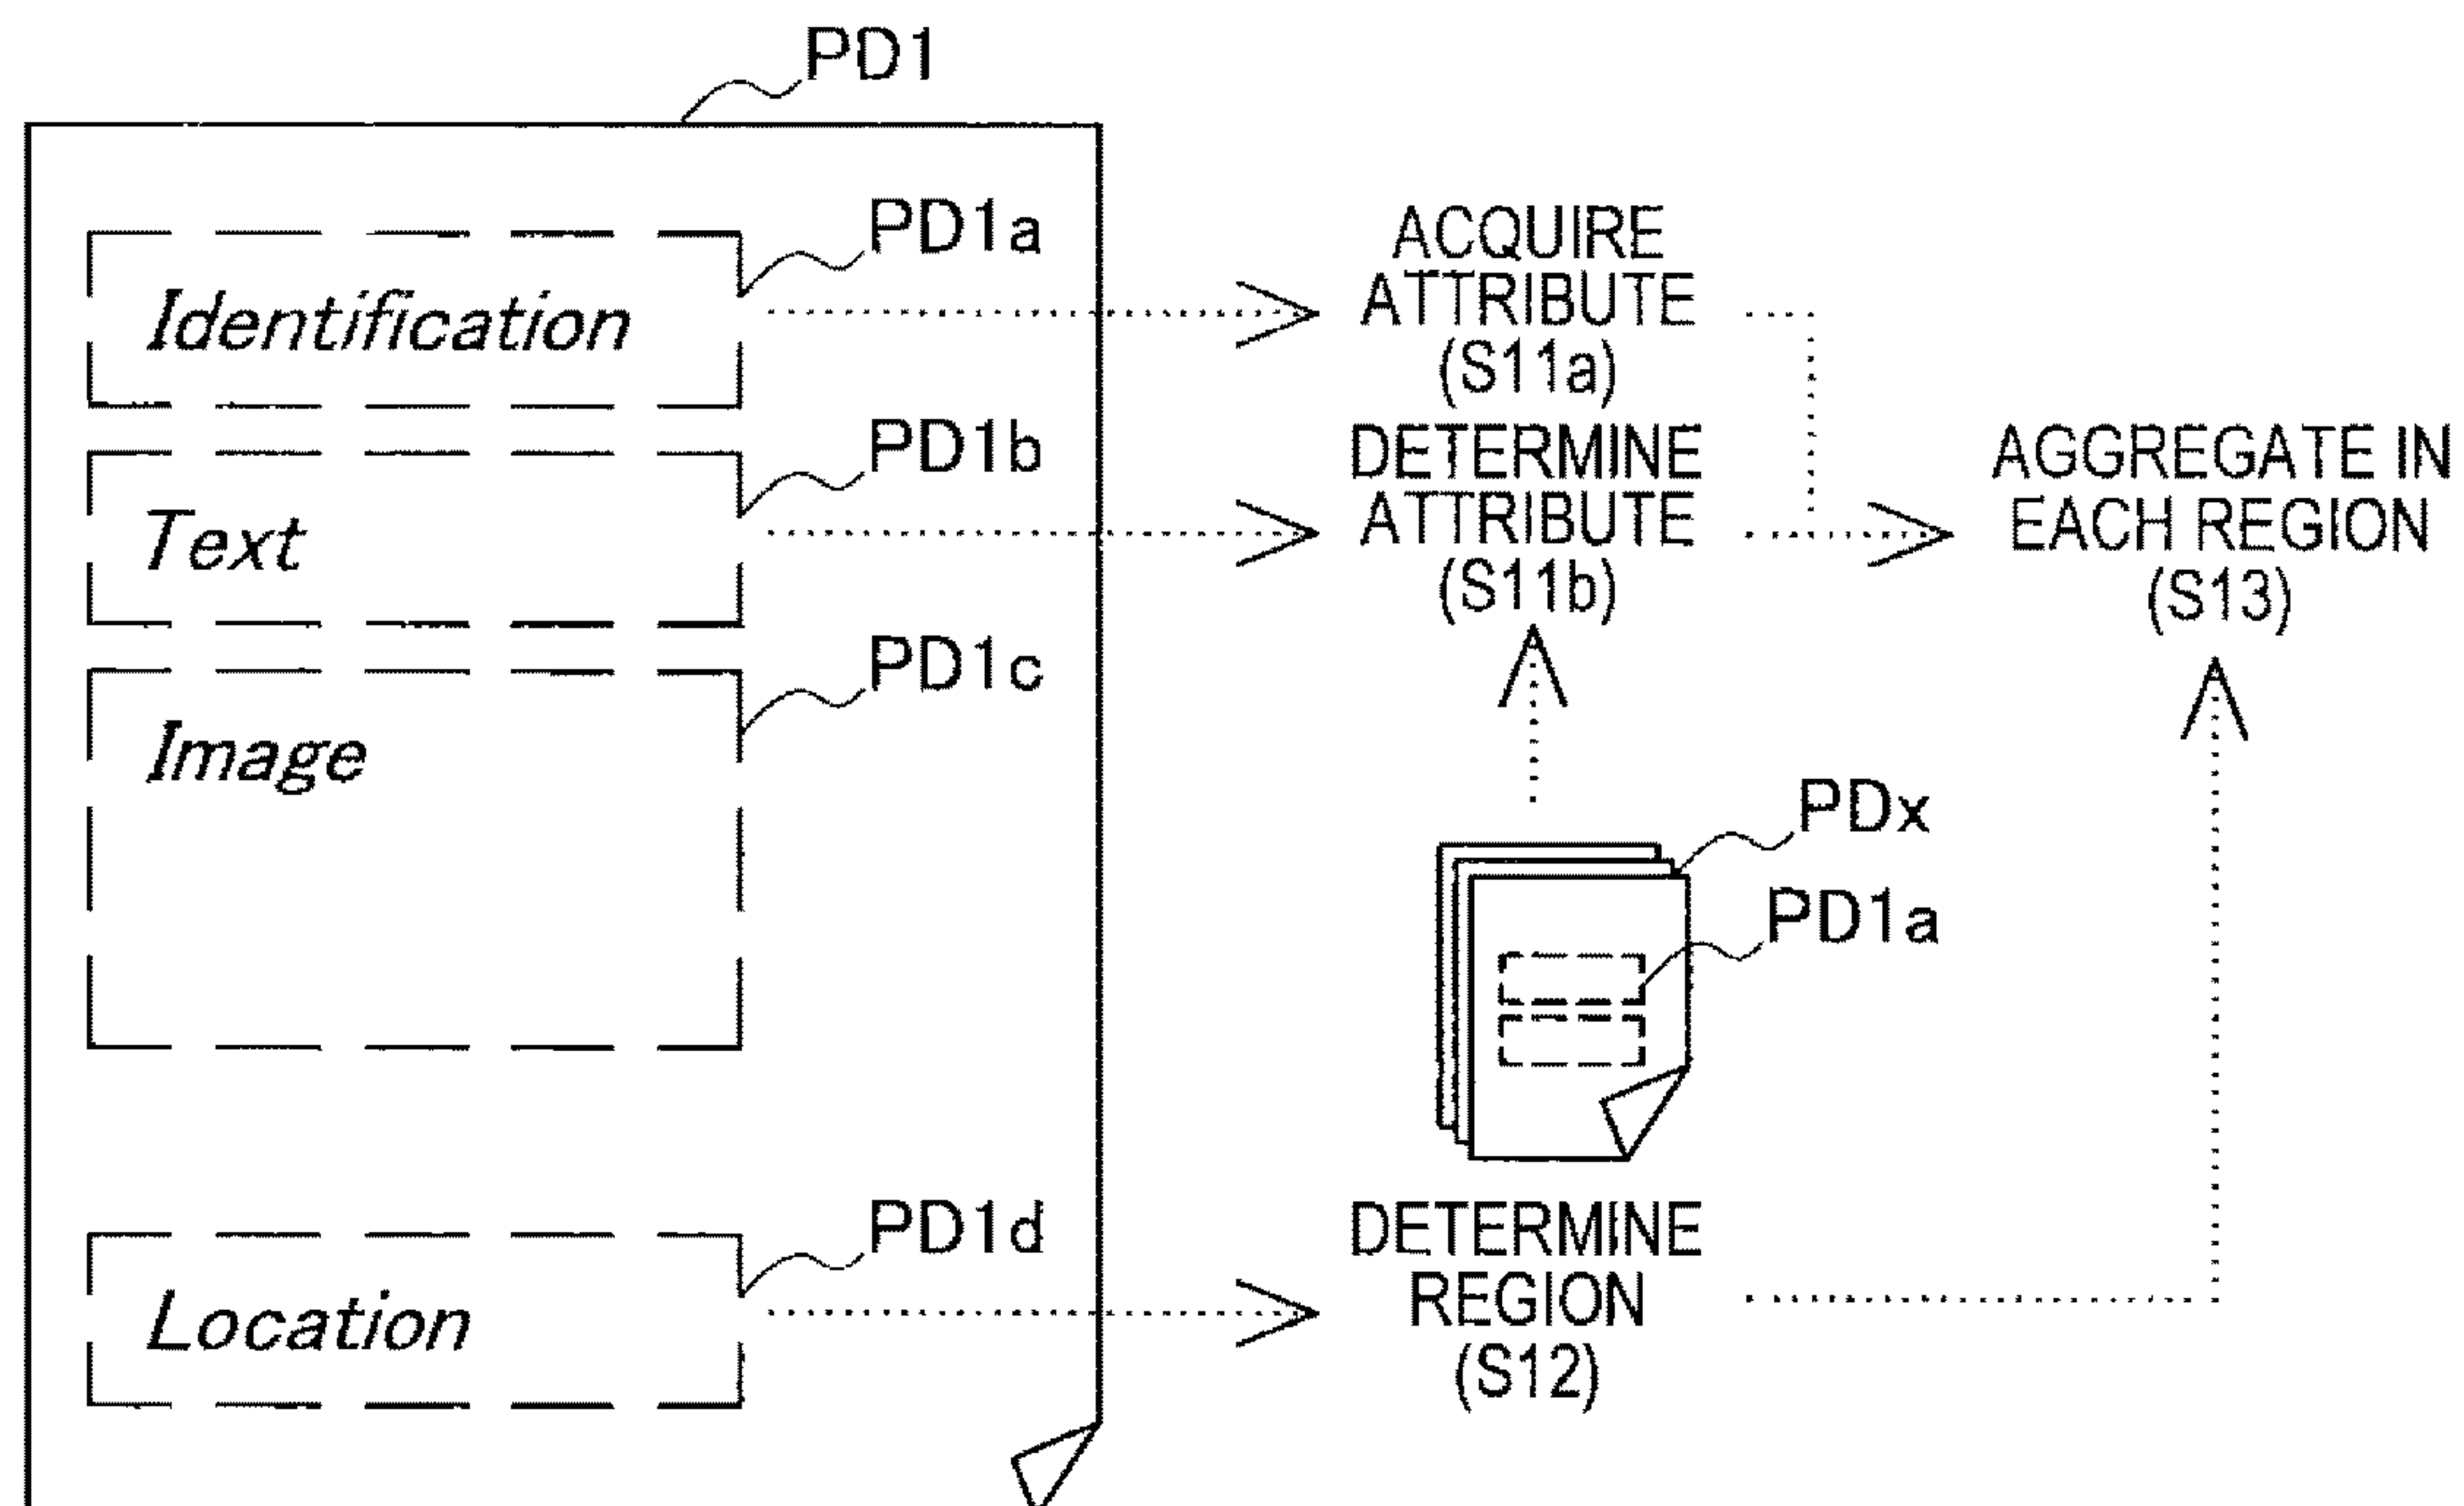 PD1
PD1a
Identification
ACQUIRE
ATTRIBUTE
(S11a)
PD1b
Text
DETERMINE
ATTRIBUTE
(S11b)
AGGREGATE IN
EACH REGION
(S13)
PD1c
Image
PDx
PD1a
PD1d
Location
DETERMINE
REGION
(S12)